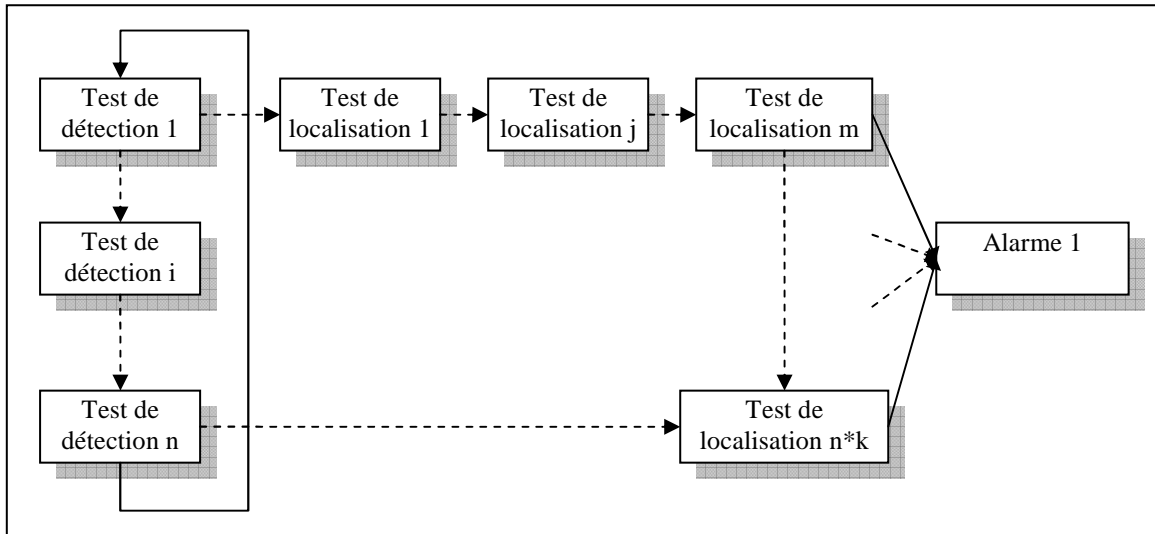 Test de
détection 1
Test de
localisation 1
Test de
localisation j
Test de
localisation m
Test de
détection i
Alarme 1
Test de
détection n
Test de
localisation n*k